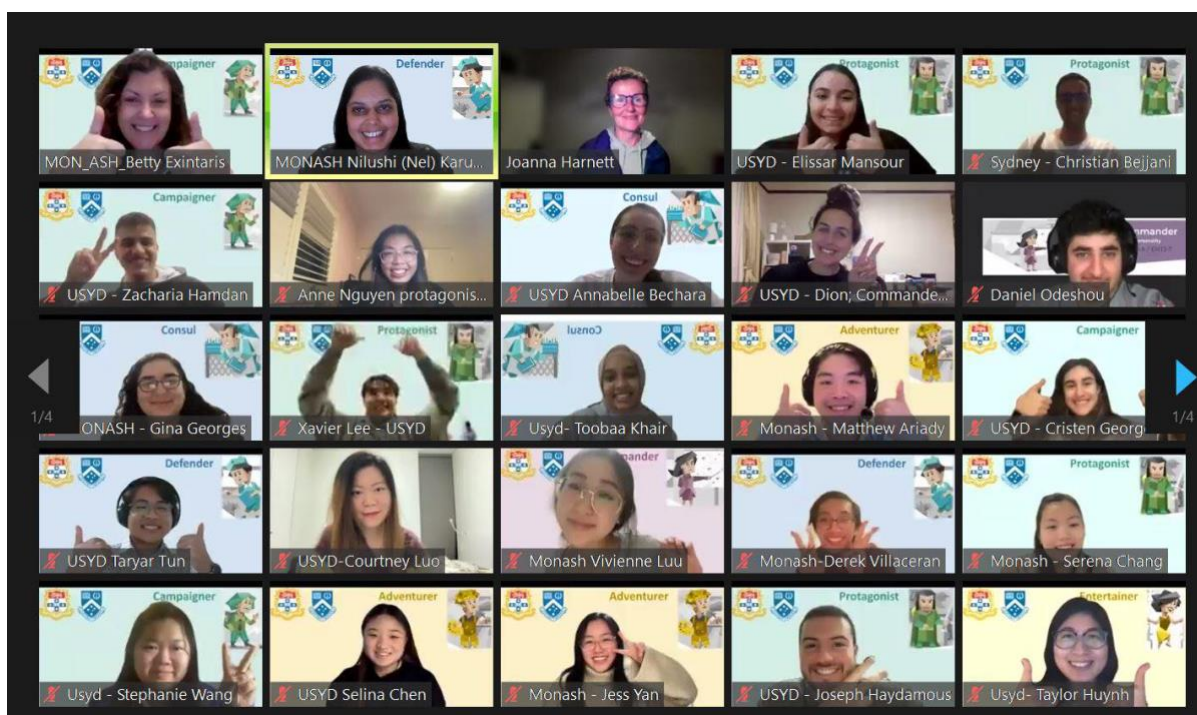 Campaigner
MON_ASH_Betty Exintaris
Defender
MONASH Nilushi (Nel) Karu...
Joanna Harnett
Protagonist
USYD - Elissar Mansour
Protagonist
Sydney - Christian Bejjani
Campaigner
USYD - Zacharia Hamdan
Anne Nguyen protagonis...
Consul
USYD Annabelle Bechara
USYD - Dion; Commande...
mmander
Daniel Odeshou
1/4
Consul
ONASH - Gina Georges
Protagonist
Xavier Lee - USYD
Consul
Usyd- Toobaa Khair
Adventurer
Monash - Matthew Ariady
Campaigner
USYD - Cristen Georg
1/4
Defender
USYD Taryar Tun
USYD-Courtney Luo
mander
Monash Vivienne Luu
Defender
Monash-Derek Villaceran
Protagonist
Monash - Serena Chang
Campaigner
Usyd - Stephanie Wang
Adventurer
USYD Selina Chen
Adventurer
Monash - Jess Yan
Protagonist
USYD - Joseph Haydamous
Entertainer
Usyd- Taylor Huynh